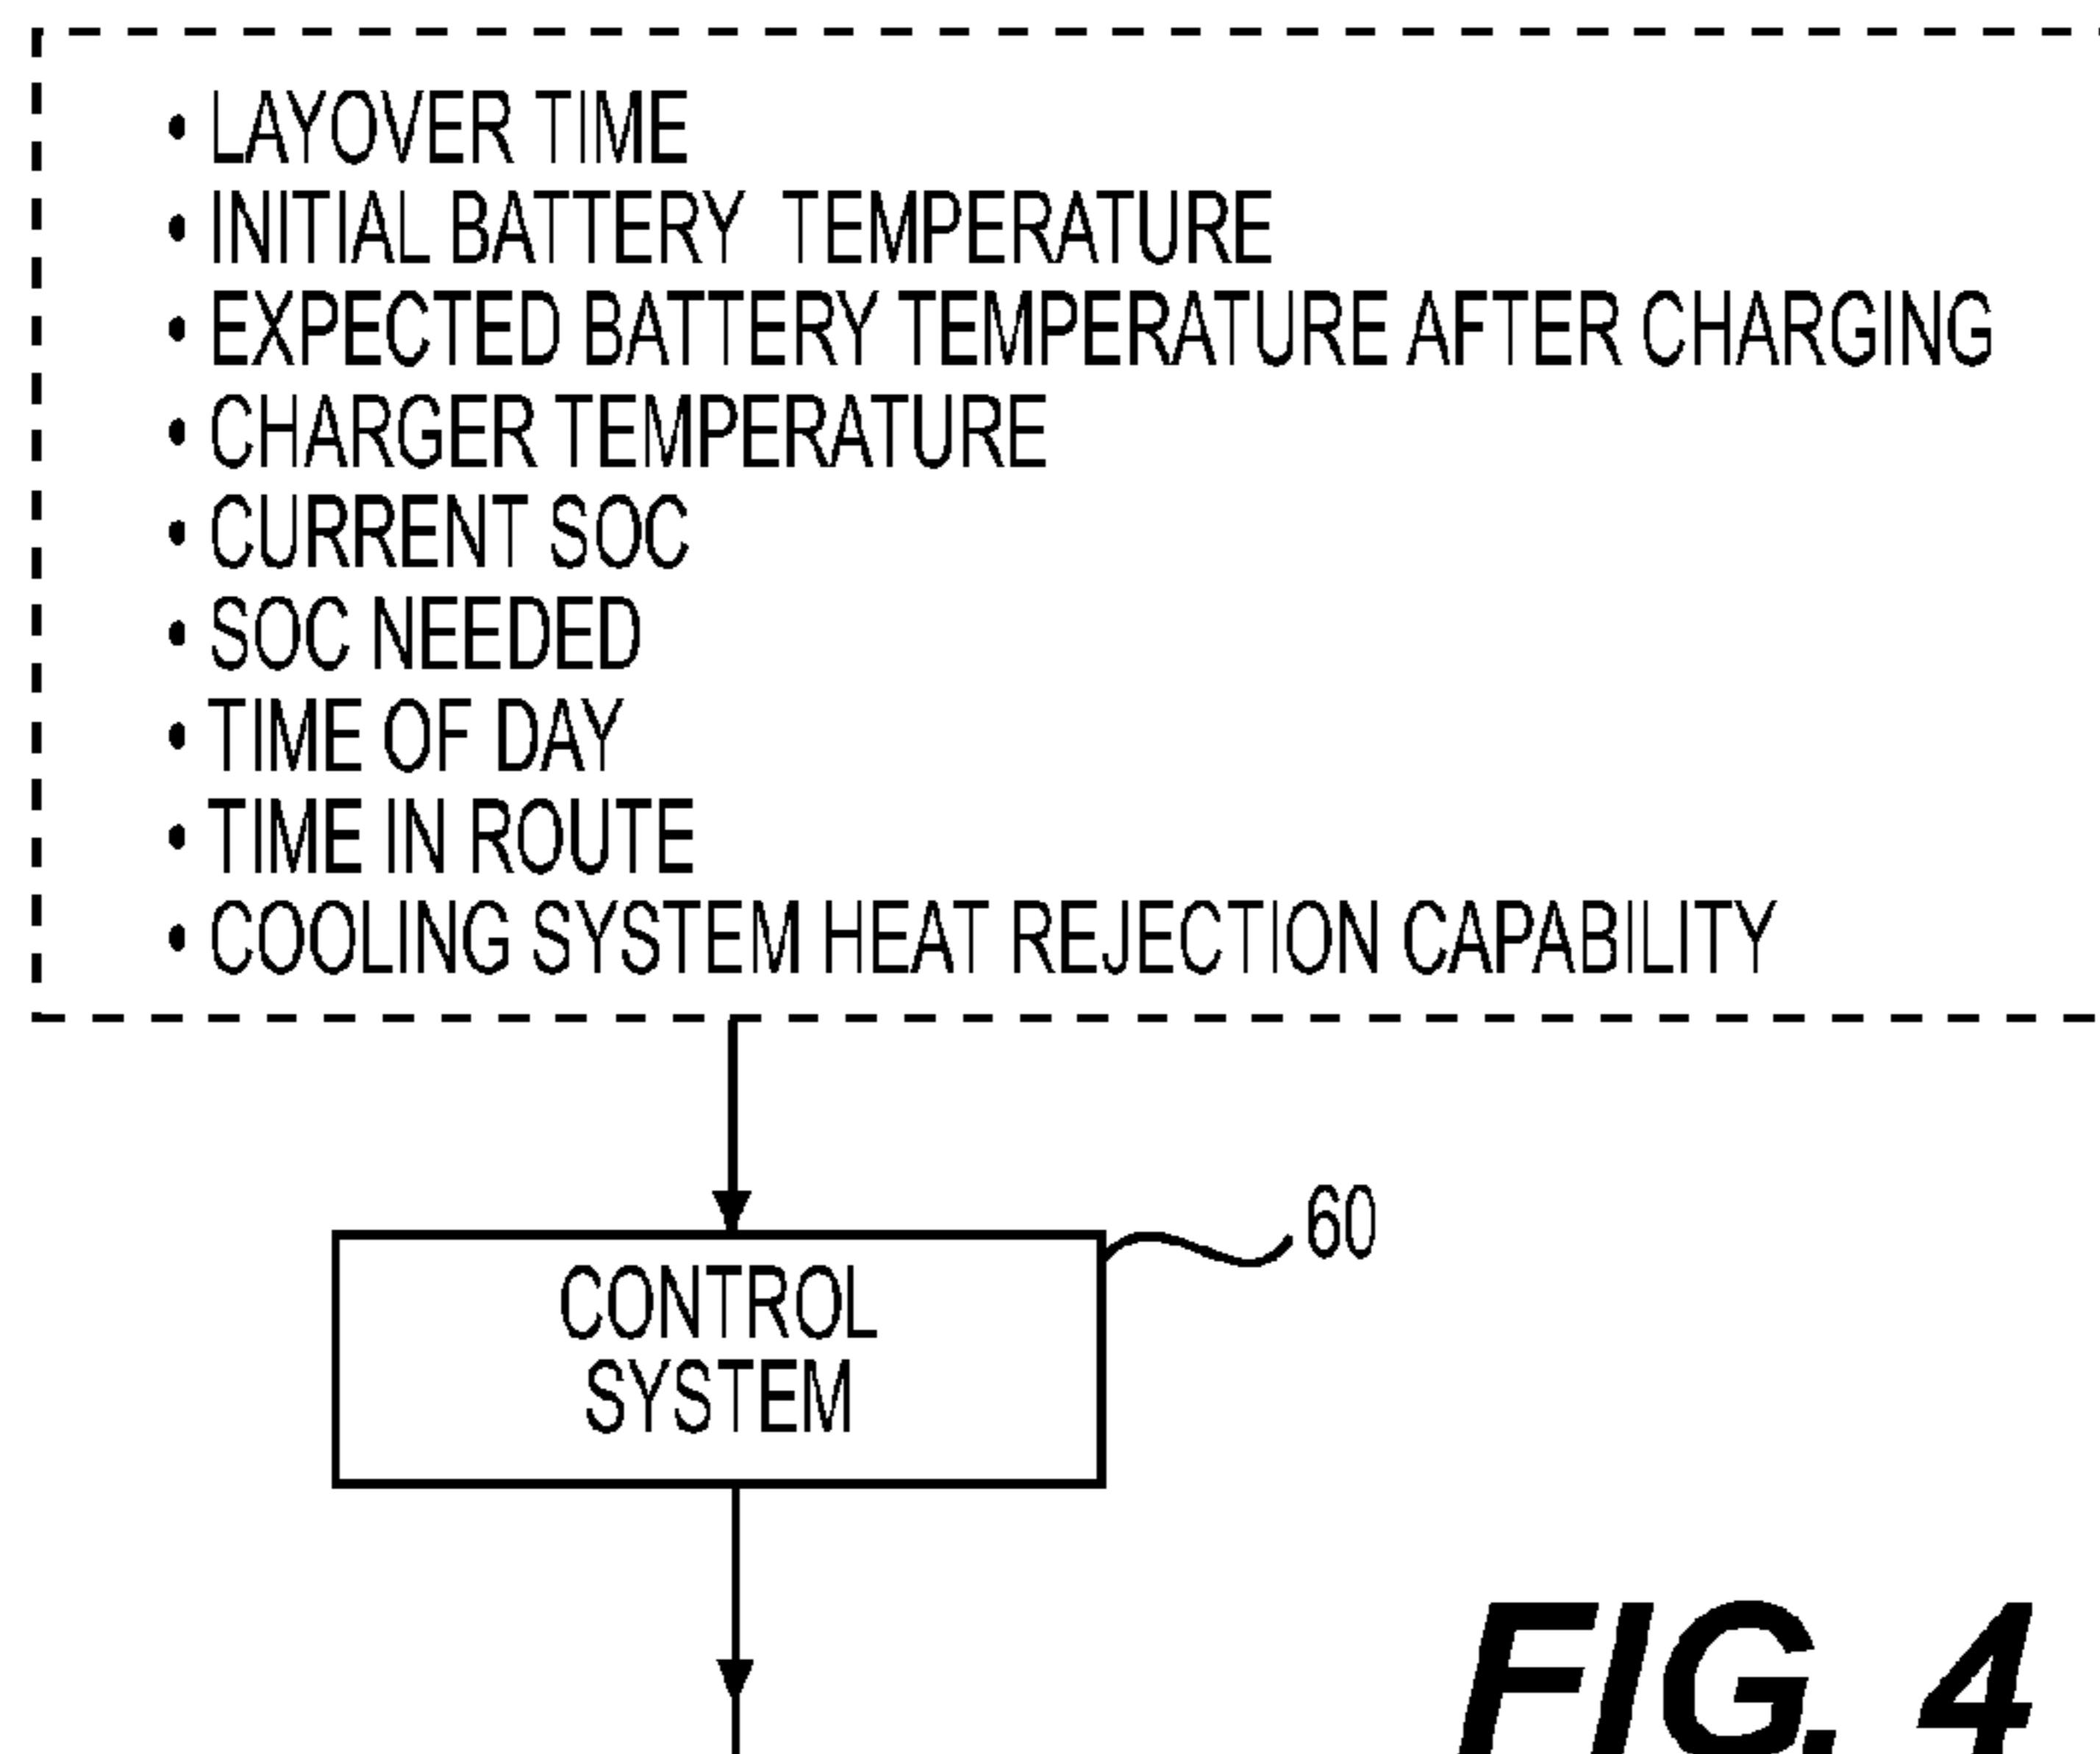 • LAYOVER TIME
• INITIAL BATTERY TEMPERATURE
• EXPECTED BATTERY TEMPERATURE AFTER CHARGING
• CHARGER TEMPERATURE
• CURRENT SOC
• SOC NEEDED
• TIME OF DAY
• TIME IN ROUTE
• COOLING SYSTEM HEAT REJECTION CAPABILITY
60
CONTROL
SYSTEM
FIG. 4